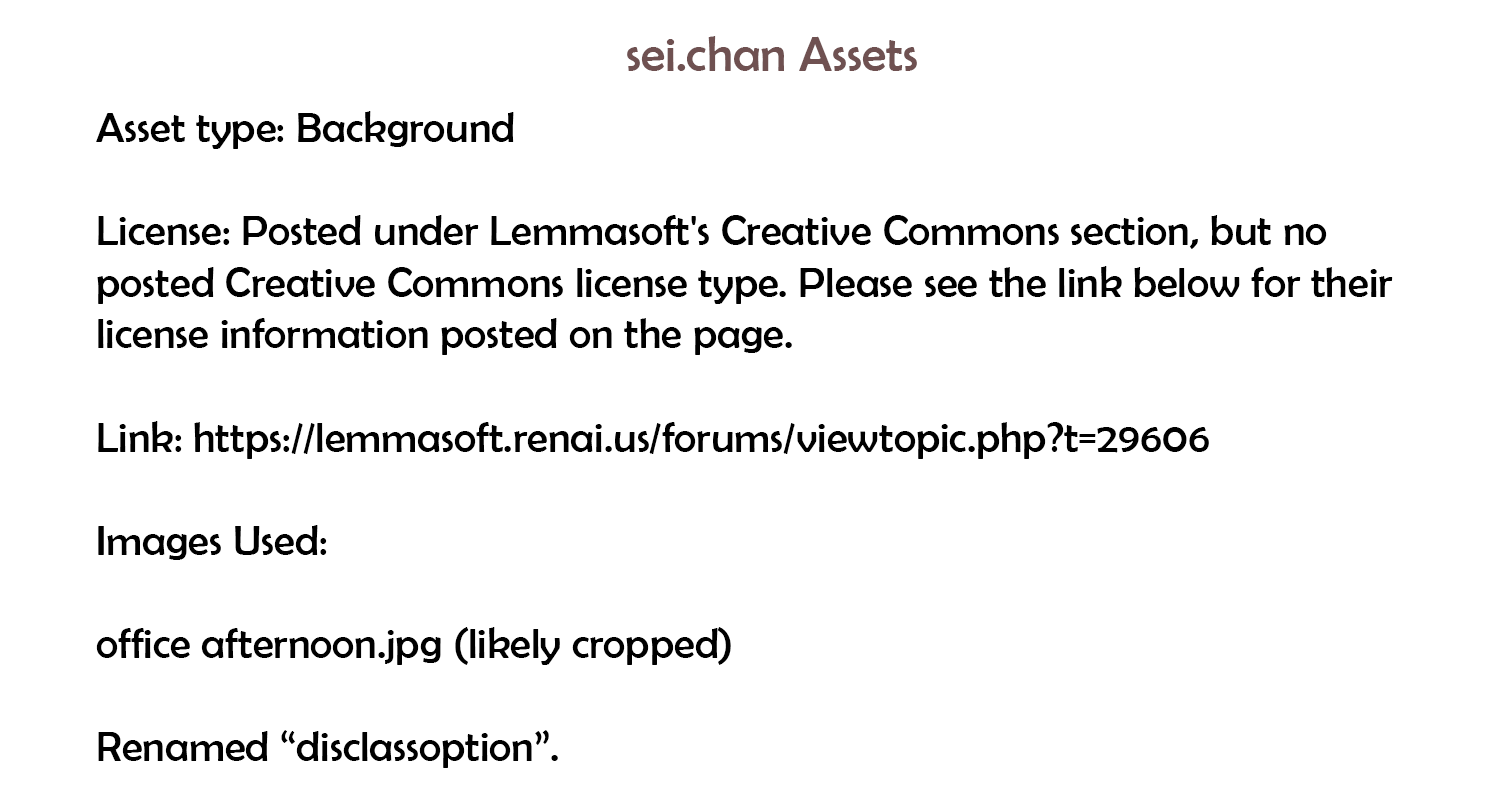 sei.chan Assets
Asset type: Background
License: Posted under Lemmasoft's Creative Commons section, but no
posted Creative Commons license type. Please see the link below for their
license information posted on the page.
Link: https://lemmasoft.renai.us/forums/viewtopic.php?t=29606
Images Used:
office afternoon.jpg (likely cropped)
Renamed “disclassoption”.